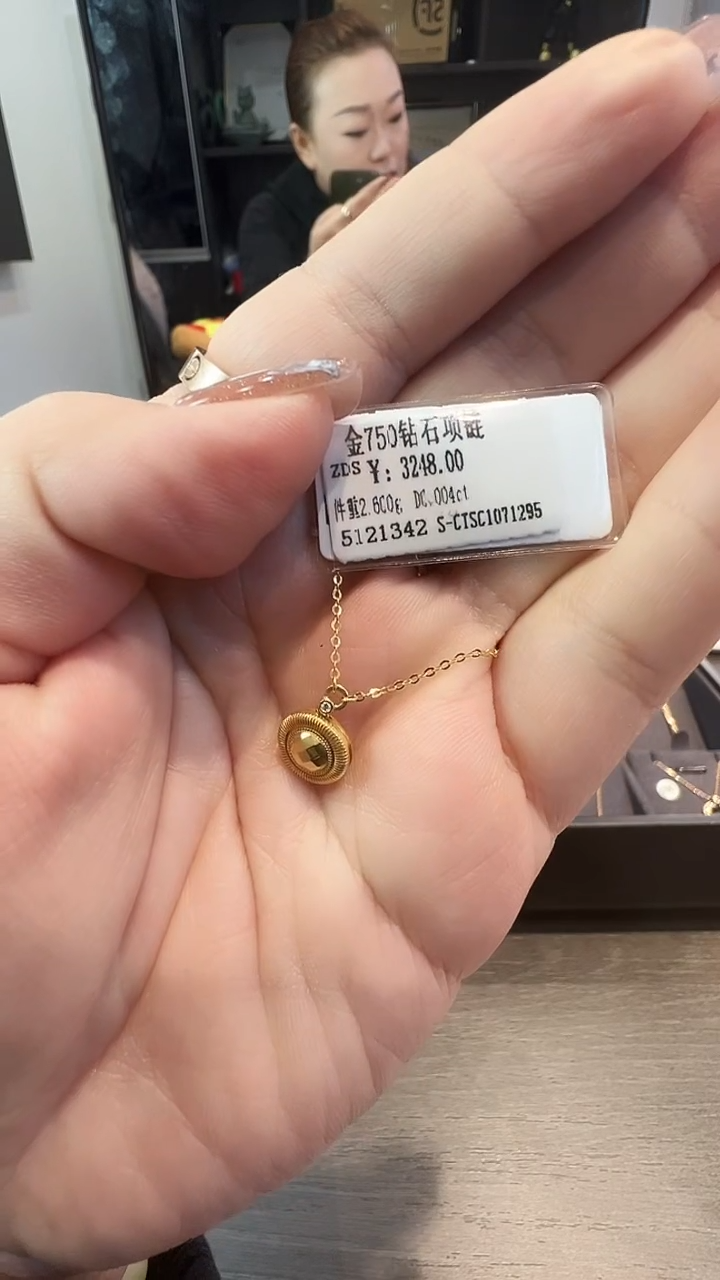 SF
金750钻石项链
ZDS ¥: 3248.00
件重2.600g DC.004ct
5121342 S-CTSC1071295